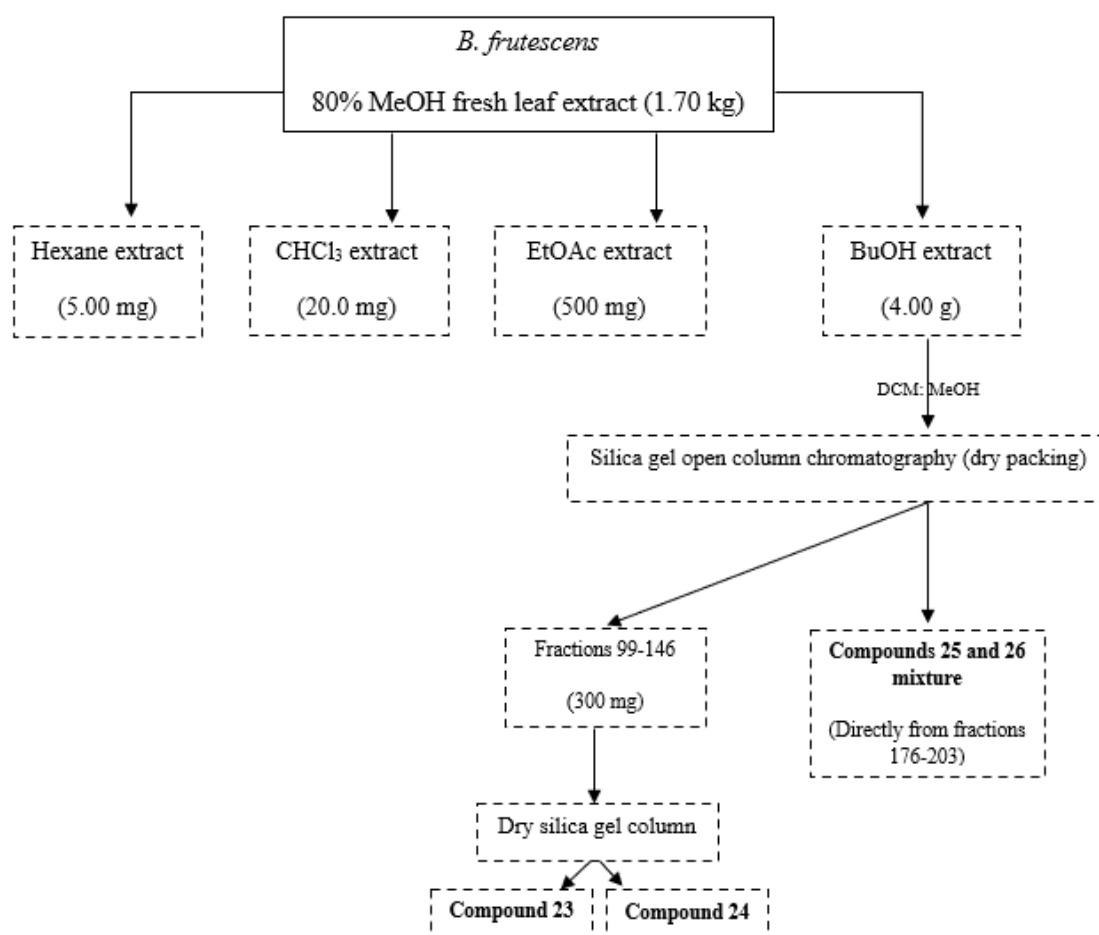 B. frutescens
80% MeOH fresh leaf extract (1.70 kg)
Hexane extract
(5.00 mg)
CHCl₃ extract
(20.0 mg)
EtOAc extract
(500 mg)
BuOH extract
(4.00 g)
DCM: MeOH
Silica gel open column chromatography (dry packing)
Fractions 99-146
(300 mg)
Compounds 25 and 26
mixture
(Directly from fractions
176-203)
Dry silica gel column
Compound 23
Compound 24